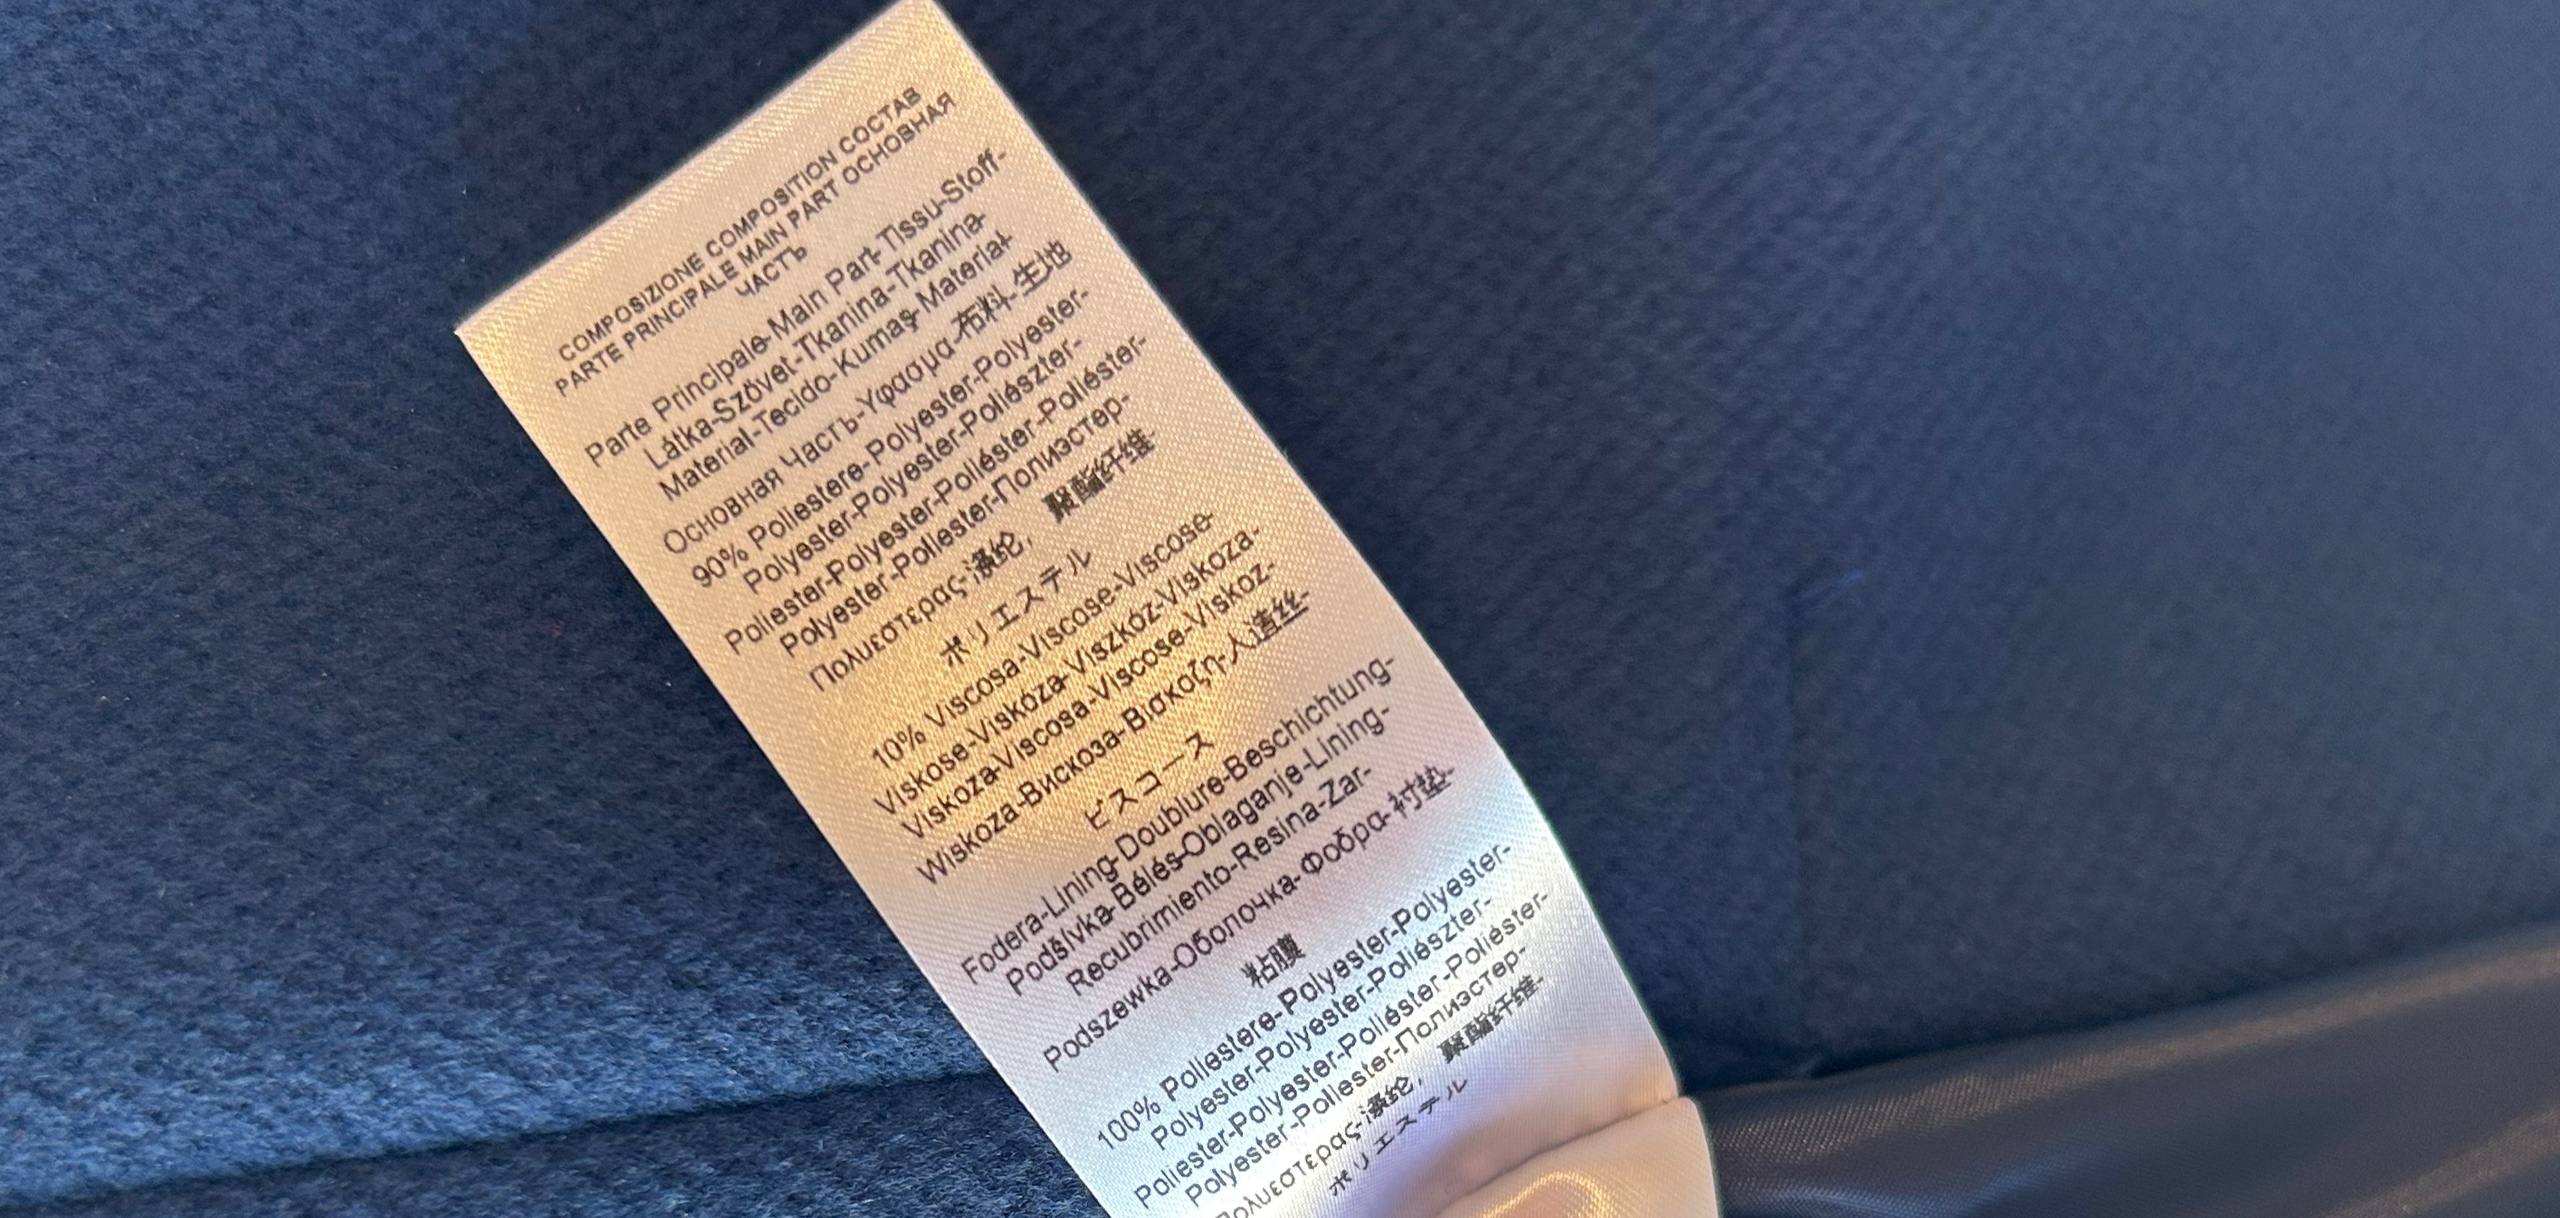 COMPOSIZIONE COMPOSITION СОСТАВ
PARTE PRINCIPALE MAIN PART ОСНОВНАЯ
ЧАСТЪ
Parte Principale-Main Part-Tissu-Stoff-
Látka-Szövet-Tkanina-Tkanina-
Material-Tecido-Kumaş-Material-
Основная Частъ-Υφασμα-布料-生地
90% Poliestere-Polyester-Polyester-
Polyester-Polyester-Poliészter-
Poliester-Polyester-Poliéster-Poliéster-
Polyester-Poliester-Полиэстер-
Πολυεστερας-涤纶, 聚酯纤维-
ポリエステル
10% Viscosa-Viscose-Viscose-
Viskose-Viskóza-Viszkóz-Viskoza-
Viskoza-Viscosa-Viscose-Viskoz-
Wiskoza-Вискоза-Βισκοζη-人造丝-
ビスコース
Fodera-Lining-Doublure-Beschichtung-
Podšívka-Bélés-Oblaganje-Lining-
Recubrimiento-Resina-Zar-
Podszewka-Оболочка-Φοδρα-衬垫-
粘膜
100% Poliestere-Polyester-Polyester-
Polyester-Polyester-Poliészter-
Poliester-Polyester-Poliéster-Poliéster-
Polyester-Poliester-Полиэстер-
Πολυεστερας-涤纶, 聚酯纤维-
ポリエステル